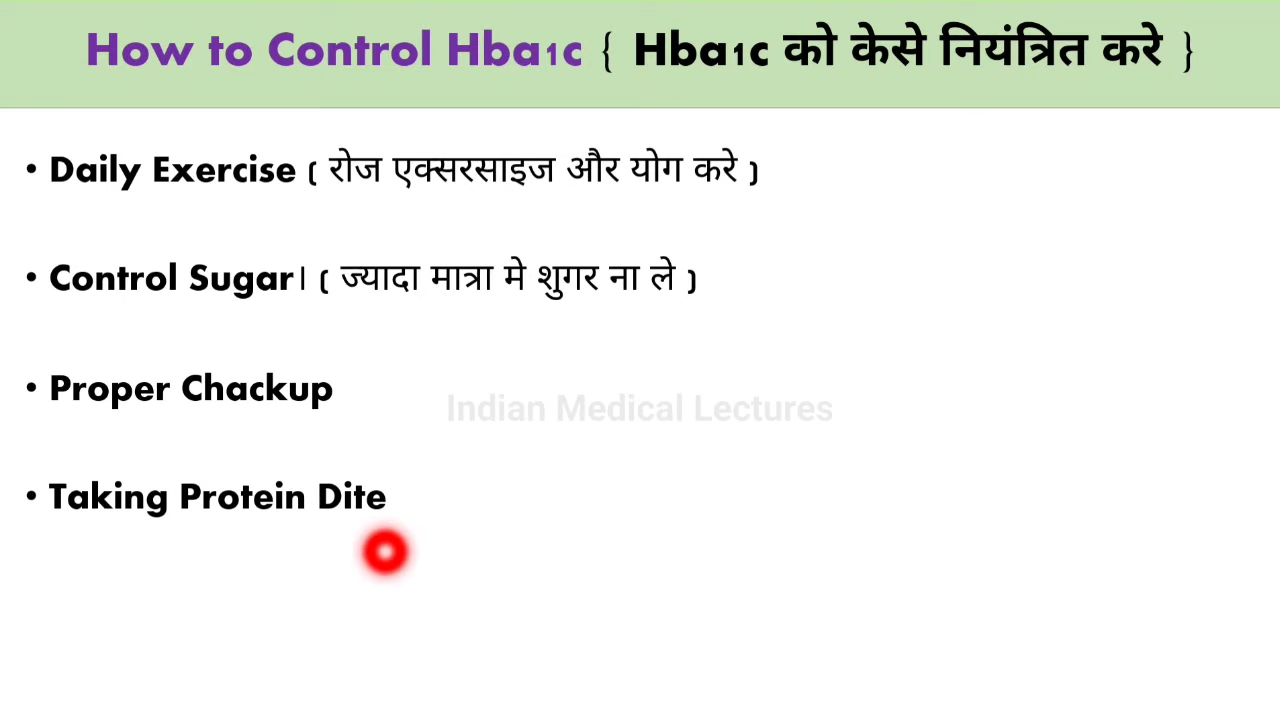 How to Control Hba1c { Hba1c को केसे नियंत्रित करे }
• Daily Exercise ( रोज एक्सरसाइज और योग करे )
• Control Sugar। ( ज्यादा मात्रा मे शुगर ना ले )
• Proper Chackup
Indian Medical Lectures
• Taking Protein Dite